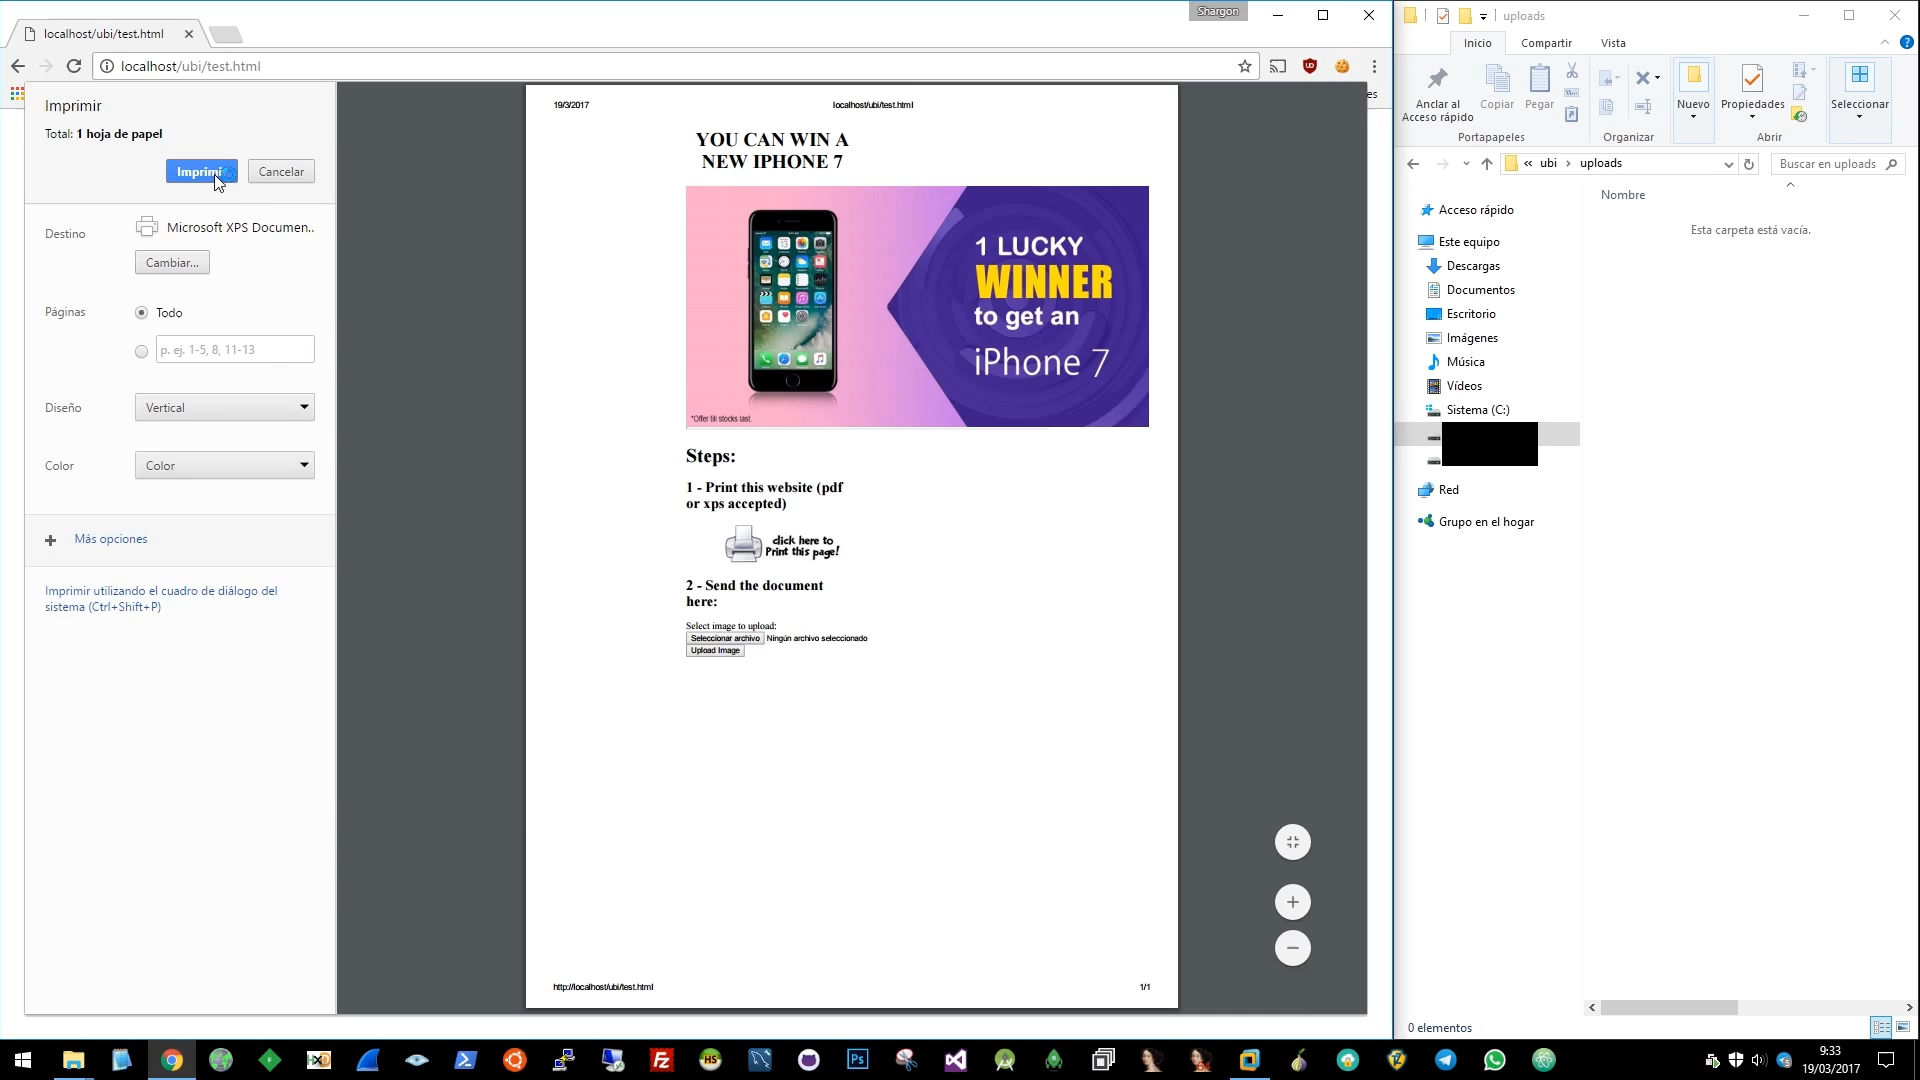 Shargon
localhost/ubi/test.html
localhost/ubi/test.html
es
Imprimir
Total: 1 hoja de papel
Imprimi
Cancelar
Destino
Microsoft XPS Documen..
Cambiar...
Páginas
Todo
p. ej. 1-5, 8, 11-13
Diseño
Vertical
Color
Color
Más opciones
Imprimir utilizando el cuadro de diálogo del
sistema (Ctrl+Shift+P)
19/3/2017
localhost/ubi/test.html
YOU CAN WIN A
NEW IPHONE 7
1 LUCKY
WINNER
to get an
iPhone 7
*Offer till stocks last.
Steps:
1 - Print this website (pdf
or xps accepted)
click here to
Print this page!
2 - Send the document
here:
Select image to upload:
Seleccionar archivo Ningún archivo seleccionado
Upload Image
http://localhost/ubi/test.html
1/1
uploads
Inicio
Compartir
Vista
Anclar al
Acceso rápido
Copiar
Pegar
Nuevo
Propiedades
Seleccionar
Portapapeles
Organizar
Abrir
« ubi > uploads
Buscar en uploads
Nombre
Esta carpeta está vacía.
Acceso rápido
Este equipo
Descargas
Documentos
Escritorio
Imágenes
Música
Vídeos
Sistema (C:)
Red
Grupo en el hogar
0 elementos
9:33
19/03/2017